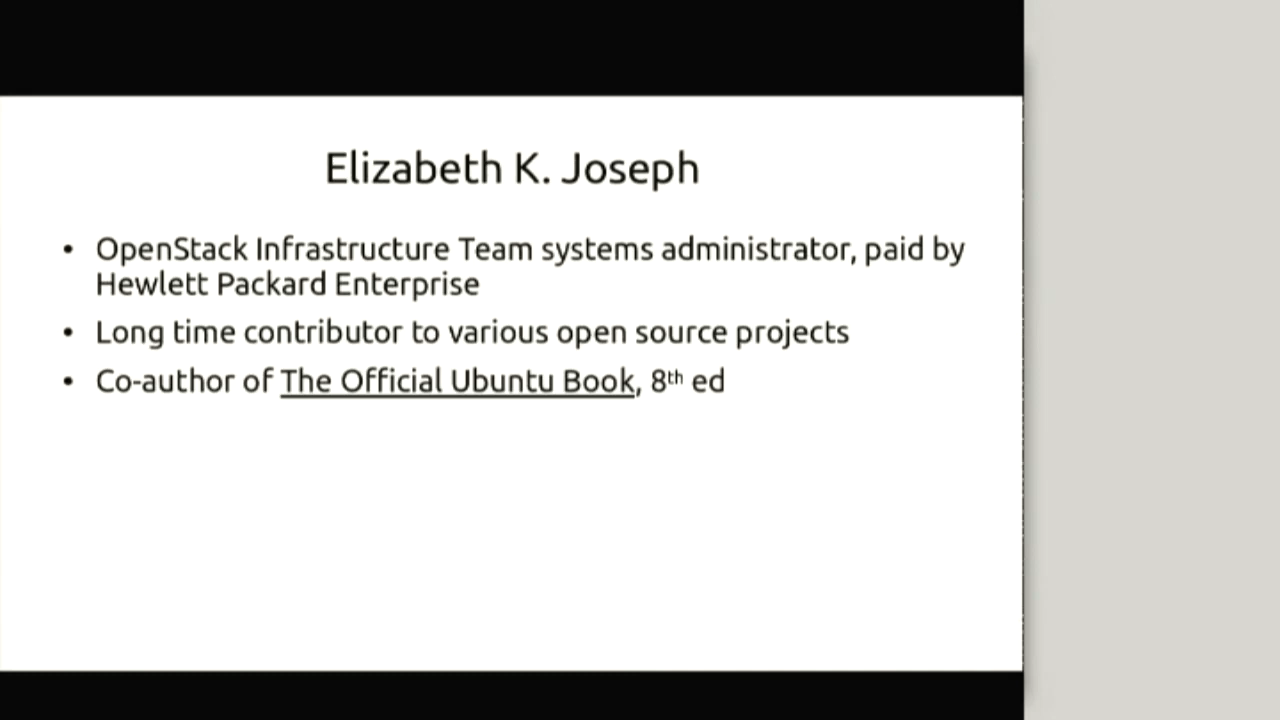 Elizabeth K. Joseph
• OpenStack Infrastructure Team systems administrator, paid by
Hewlett Packard Enterprise
• Long time contributor to various open source projects
• Co-author of The Official Ubuntu Book, 8th ed